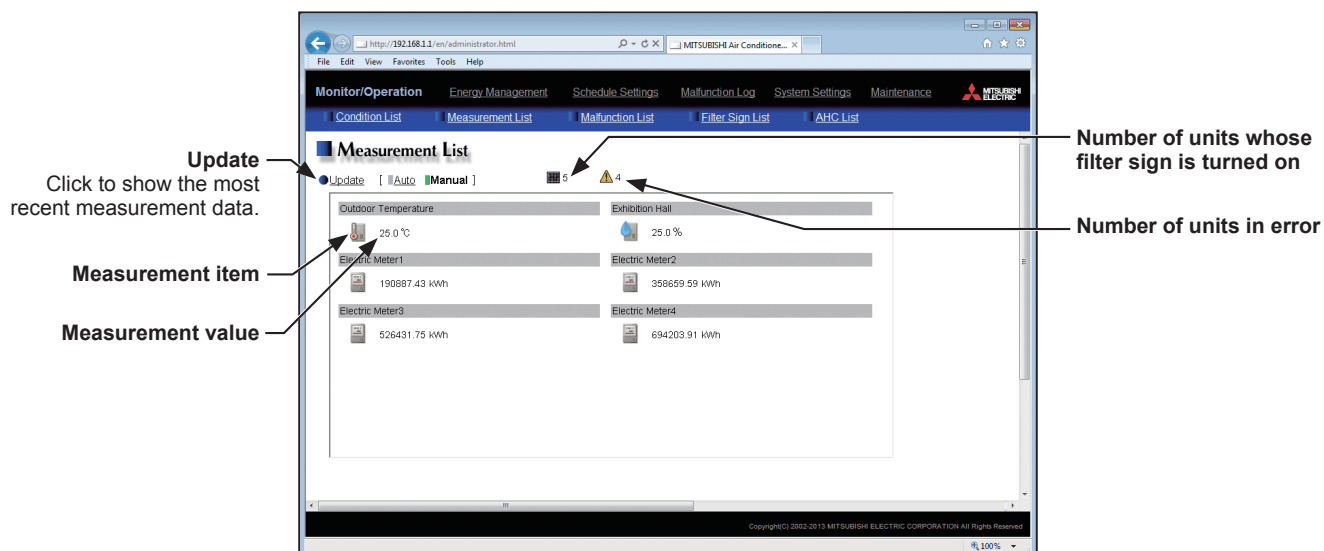 http://192.168.1.1/en/administrator.html
MITSUBISHI Air Conditione...
File Edit View Favorites Tools Help
Monitor/Operation Energy Management Schedule Settings Malfunction Log System Settings Maintenance MITSUBISHI ELECTRIC
Condition List Measurement List Malfunction List Filter Sign List AHC List
Measurement List
Update [ Auto Manual ] 5 4
Outdoor Temperature Exhibition Hall
25.0 °C 25.0 %
Electric Meter1 Electric Meter2
190887.43 kWh 358659.59 kWh
Electric Meter3 Electric Meter4
526431.75 kWh 694203.91 kWh
Copyright(C) 2002-2013 MITSUBISHI ELECTRIC CORPORATION All Rights Reserved
100%
Update
Click to show the most
recent measurement data.
Measurement item
Measurement value
Number of units whose
filter sign is turned on
Number of units in error